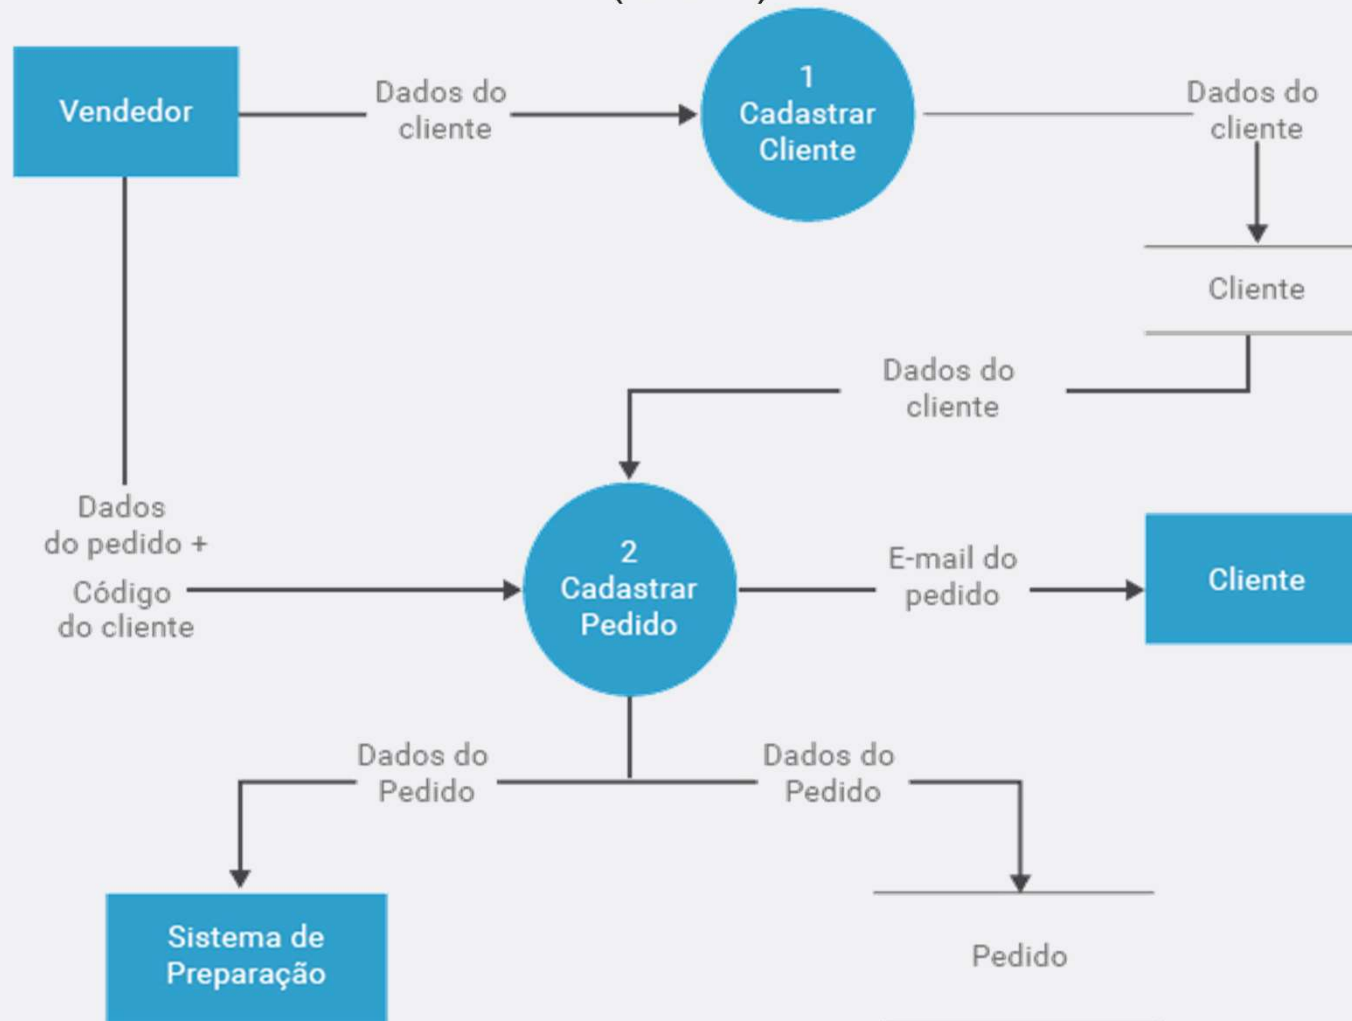 Vendedor
Dados do
cliente
1
Cadastrar
Cliente
Dados do
cliente
Cliente
Dados do
cliente
Dados
do pedido +
Código
do cliente
2
Cadastrar
Pedido
E-mail do
pedido
Cliente
Dados do
Pedido
Dados do
Pedido
Sistema de
Preparação
Pedido